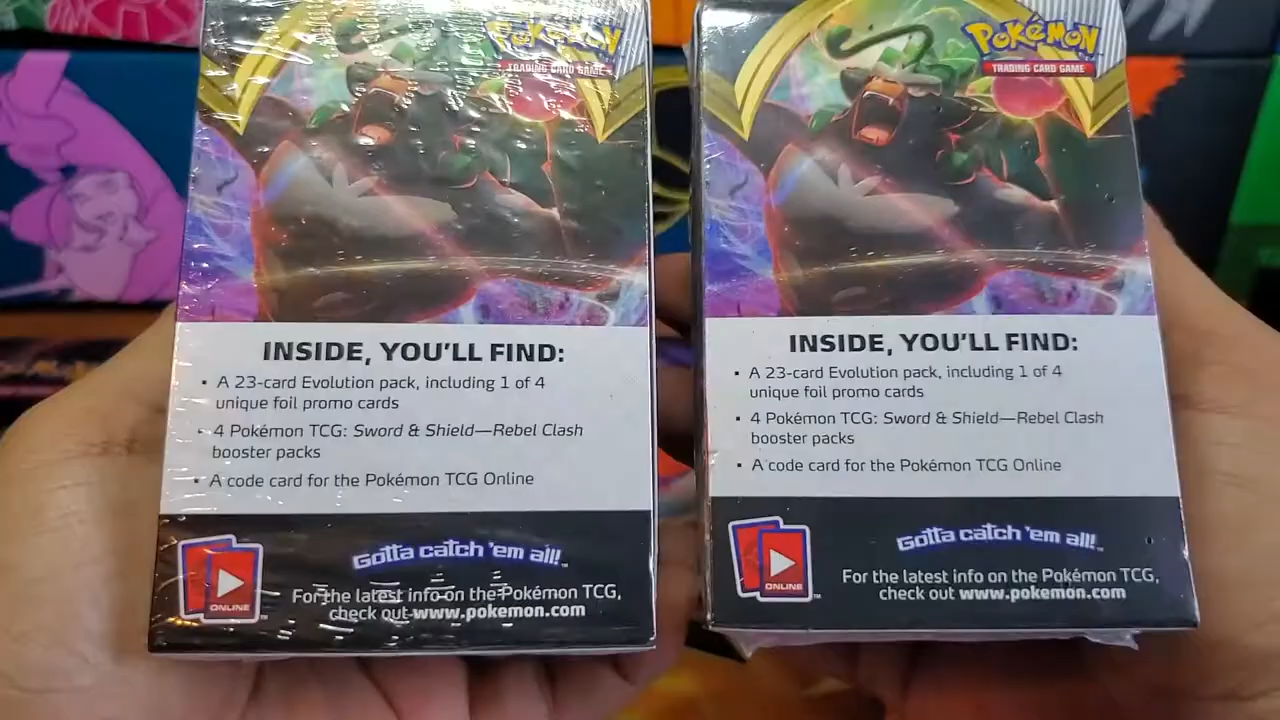 Pokémon
TRADING CARD GAME
INSIDE, YOU'LL FIND:
• A 23-card Evolution pack, including 1 of 4
unique foil promo cards
• 4 Pokémon TCG: Sword & Shield—Rebel Clash
booster packs
• A code card for the Pokémon TCG Online
ONLINE
Gotta catch 'em all!™
For the latest info on the Pokémon TCG,
check out www.pokemon.com
Pokémon
TRADING CARD GAME
INSIDE, YOU'LL FIND:
• A 23-card Evolution pack, including 1 of 4
unique foil promo cards
• 4 Pokémon TCG: Sword & Shield—Rebel Clash
booster packs
• A code card for the Pokémon TCG Online
ONLINE
Gotta catch 'em all!™
For the latest info on the Pokémon TCG,
check out www.pokemon.com